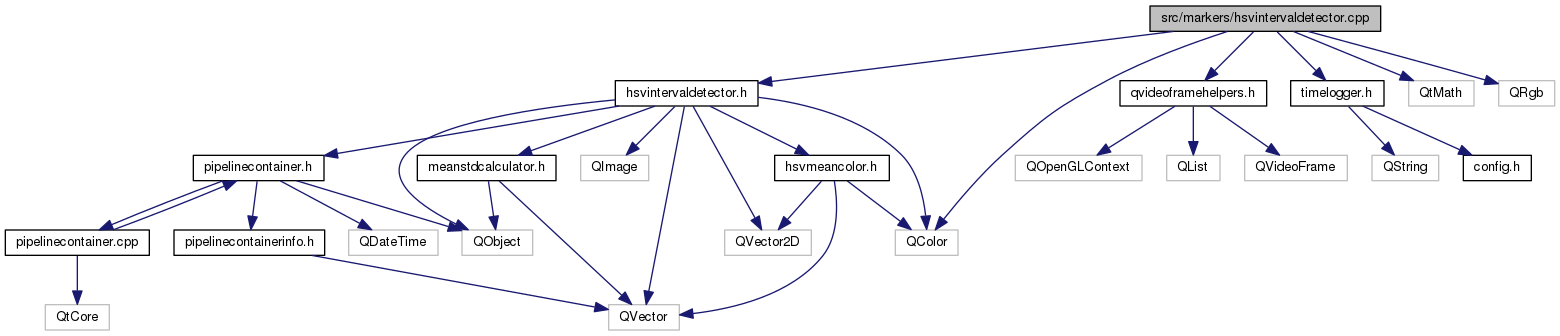 src/markers/hsvintervaldetector.cpp
hsvintervaldetector.h
qvideoframehelpers.h
timelogger.h
QtMath
QRgb
pipelinecontainer.h
meanstdcalculator.h
QImage
hsvmeancolor.h
QOpenGLContext
QList
QVideoFrame
QString
config.h
pipelinecontainer.cpp
pipelinecontainerinfo.h
QDateTime
QObject
QVector2D
QColor
QtCore
QVector